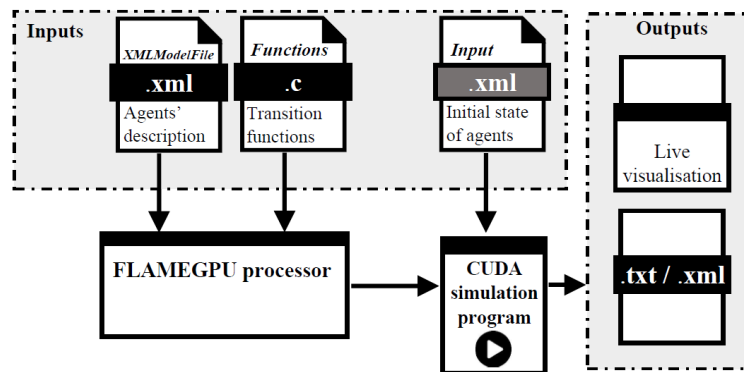 Inputs
XMLModelFile
.xml
Agents'
description
Functions
.c
Transition
functions
Input
.xml
Initial state
of agents
Outputs
Live
visualisation
.txt / .xml
FLAMEGPU processor
CUDA
simulation
program